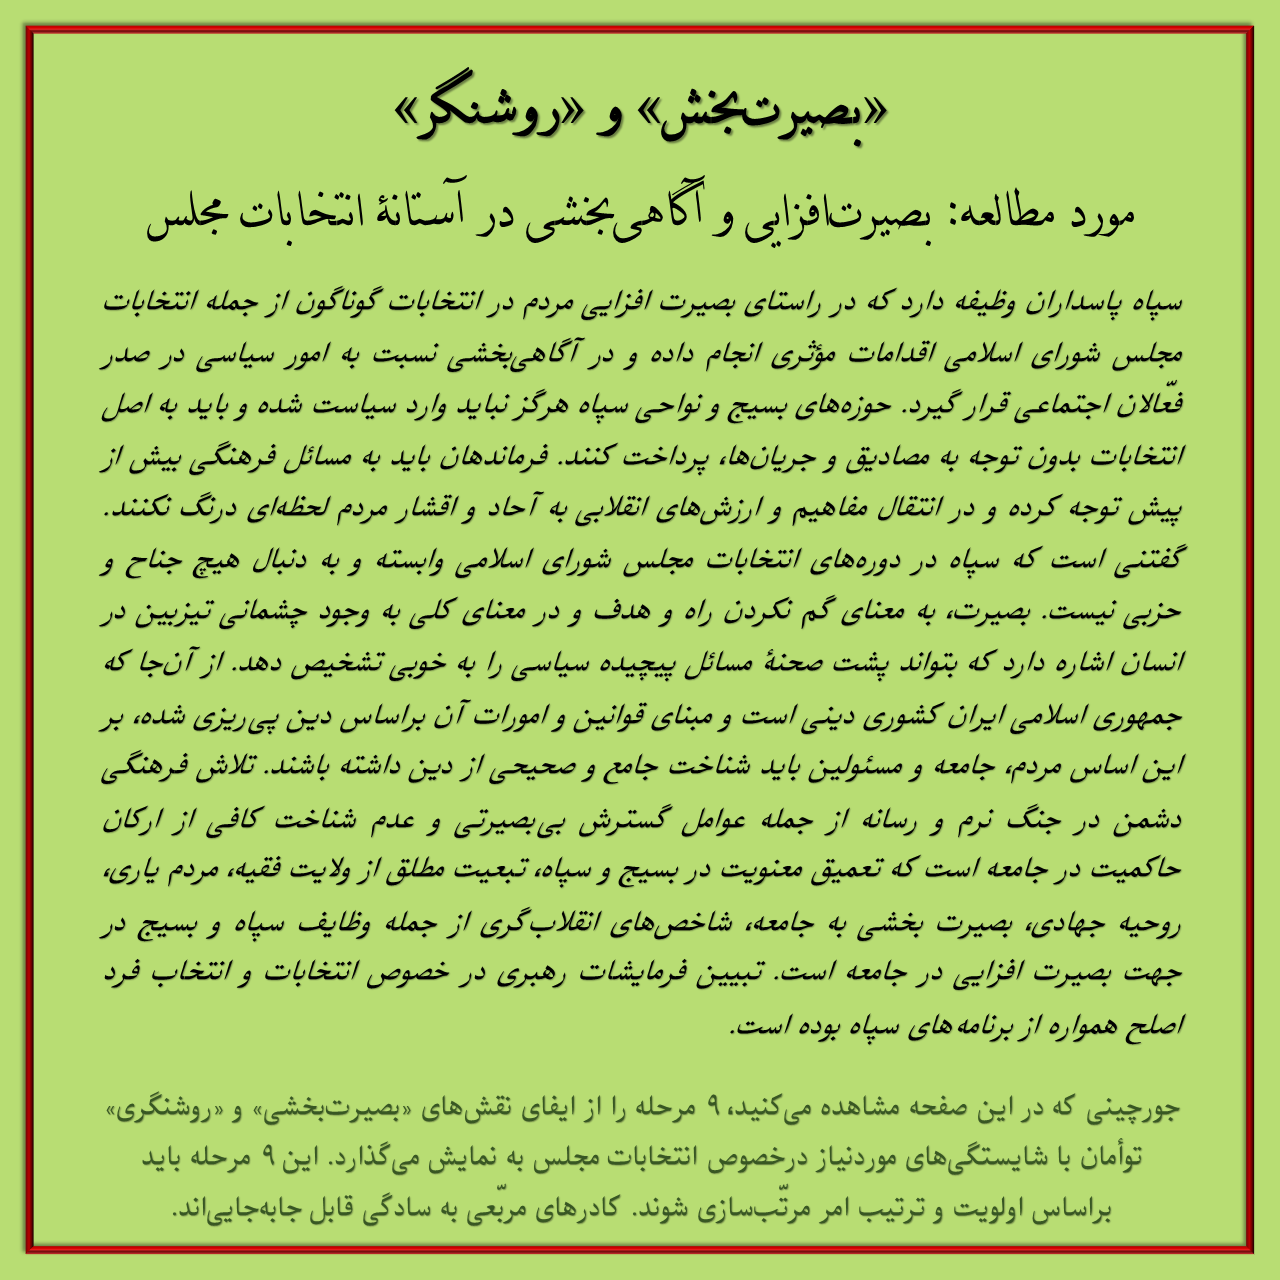 «بصیرت‌بخش» و «روشنگر»
مورد مطالعه: بصیرت‌افزایی و آگاهی‌بخشی در آستانهٔ انتخابات مجلس
سپاه پاسداران وظیفه دارد که در راستای بصیرت افزایی مردم در انتخابات گوناگون از جمله انتخابات
مجلس شورای اسلامی اقدامات مؤثری انجام داده و در آگاهی‌بخشی نسبت به امور سیاسی در صدر
فعّالان اجتماعی قرار گیرد. حوزه‌های بسیج و نواحی سپاه هرگز نباید وارد سیاست شده و باید به اصل
انتخابات بدون توجه به مصادیق و جریان‌ها، پرداخت کنند. فرماندهان باید به مسائل فرهنگی بیش از
پیش توجه کرده و در انتقال مفاهیم و ارزش‌های انقلابی به آحاد و اقشار مردم لحظه‌ای درنگ نکنند.
گفتنی است که سپاه در دوره‌های انتخابات مجلس شورای اسلامی وابسته و به دنبال هیچ جناح و
حزبی نیست. بصیرت، به معنای گم نکردن راه و هدف و در معنای کلی به وجود چشمانی تیزبین در
انسان اشاره دارد که بتواند پشت صحنهٔ مسائل پیچیده سیاسی را به خوبی تشخیص دهد. از آن‌جا که
جمهوری اسلامی ایران کشوری دینی است و مبنای قوانین و امورات آن براساس دین پی‌ریزی شده، بر
این اساس مردم، جامعه و مسئولین باید شناخت جامع و صحیحی از دین داشته باشند. تلاش فرهنگی
دشمن در جنگ نرم و رسانه از جمله عوامل گسترش بی‌بصیرتی و عدم شناخت کافی از ارکان
حاکمیت در جامعه است که تعمیق معنویت در بسیج و سپاه، تبعیت مطلق از ولایت فقیه، مردم یاری،
روحیه جهادی، بصیرت بخشی به جامعه، شاخص‌های انقلاب‌گری از جمله وظایف سپاه و بسیج در
جهت بصیرت افزایی در جامعه است. تبیین فرمایشات رهبری در خصوص انتخابات و انتخاب فرد
اصلح همواره از برنامه‌های سپاه بوده است.
جورچینی که در این صفحه مشاهده می‌کنید، ۹ مرحله را از ایفای نقش‌های «بصیرت‌بخشی» و «روشنگری»
توأمان با شایستگی‌های موردنیاز درخصوص انتخابات مجلس به نمایش می‌گذارد. این ۹ مرحله باید
براساس اولویت و ترتیب امر مرتّب‌سازی شوند. کادرهای مربّعی به سادگی قابل جابه‌جایی‌اند.